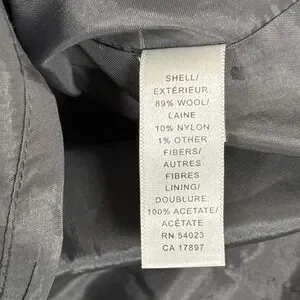 SHELL/
EXTÉRIEUR:
89% WOOL/
LAINE
10% NYLON
1% OTHER
FIBERS/
AUTRES
FIBRES
LINING/
DOUBLURE:
100% ACETATE/
ACÉTATE
RN 54023
CA 17897